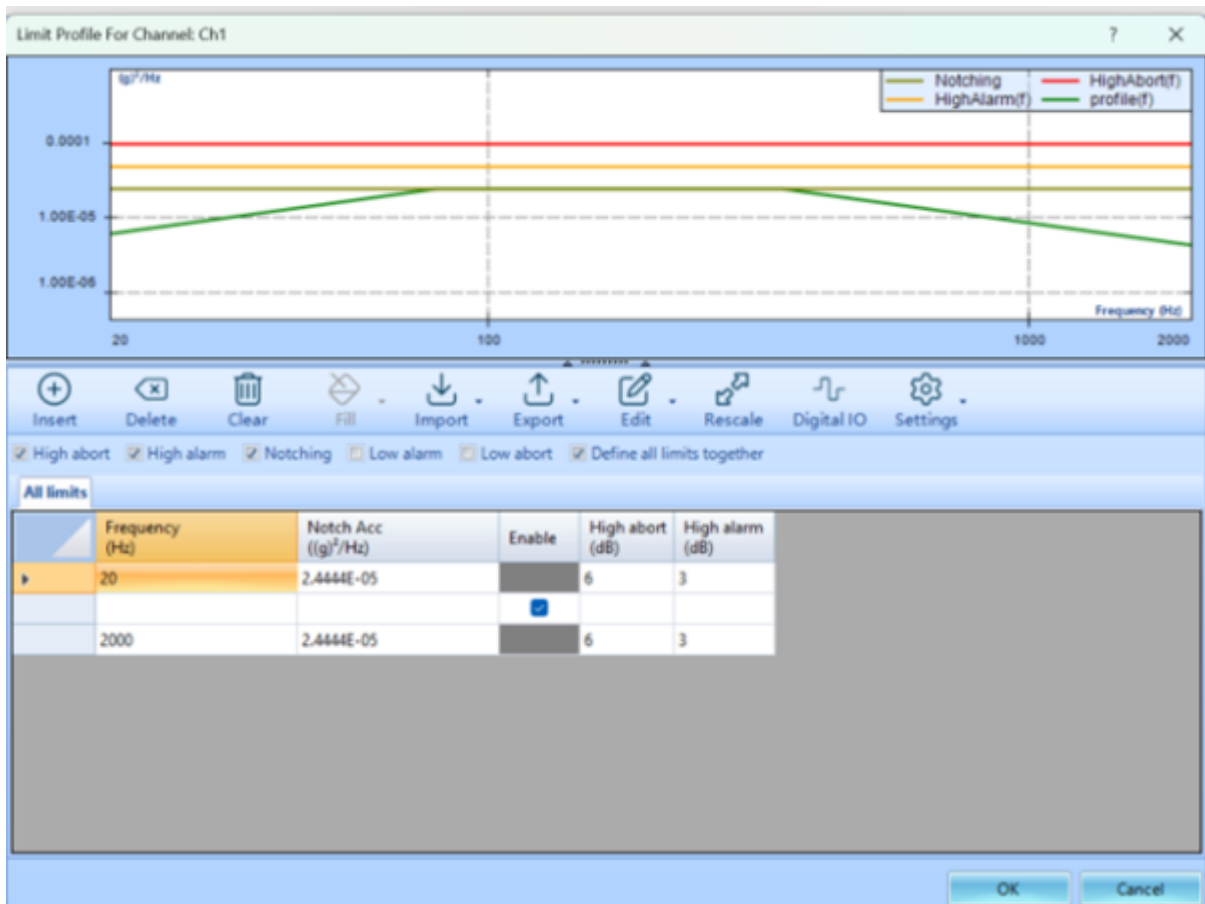 Limit Profile For Channel: Ch1
? ✕
(g)²/Hz
Notching HighAbort(f)
HighAlarm(f) profile(f)
0.0001
1.00E-05
1.00E-06
Frequency (Hz)
20 100 1000 2000
Insert Delete Clear Fill Import Export Edit Rescale Digital IO Settings
High abort High alarm Notching Low alarm Low abort Define all limits together
All limits
Frequency (Hz) Notch Acc ((g)²/Hz) Enable High abort (dB) High alarm (dB)
20 2.4444E-05 6 3
2000 2.4444E-05 6 3
OK Cancel